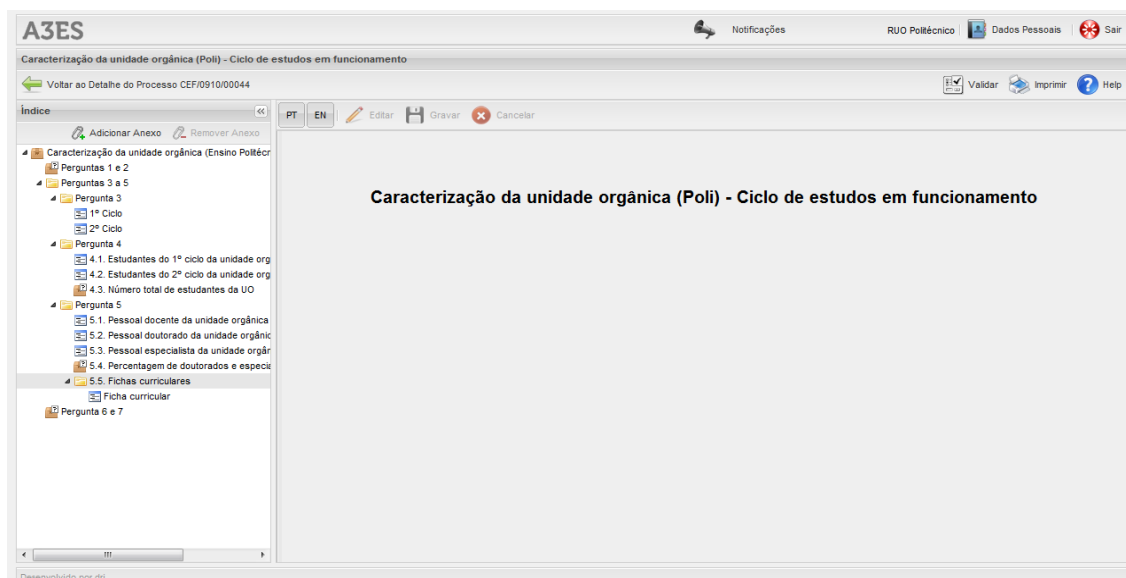 A3ES
Notificações
RUO Politécnico
Dados Pessoais
Sair
Caracterização da unidade orgânica (Poli) - Ciclo de estudos em funcionamento
Voltar ao Detalhe do Processo CEF/0910/00044
Validar
Imprimir
Help
Índice
PT
EN
Editar
Gravar
Cancelar
Adicionar Anexo
Remover Anexo
Caracterização da unidade orgânica (Ensino Politécr
Perguntas 1 e 2
Perguntas 3 a 5
Pergunta 3
1º Ciclo
2º Ciclo
Pergunta 4
4.1. Estudantes do 1º ciclo da unidade org
4.2. Estudantes do 2º ciclo da unidade org
4.3. Número total de estudantes da UO
Pergunta 5
5.1. Pessoal docente da unidade orgânica
5.2. Pessoal doutorado da unidade orgânic
5.3. Pessoal especialista da unidade orgâr
5.4. Percentagem de doutorados e especia
5.5. Fichas curriculares
Ficha curricular
Pergunta 6 e 7
Caracterização da unidade orgânica (Poli) - Ciclo de estudos em funcionamento
Desenvolvido por dri